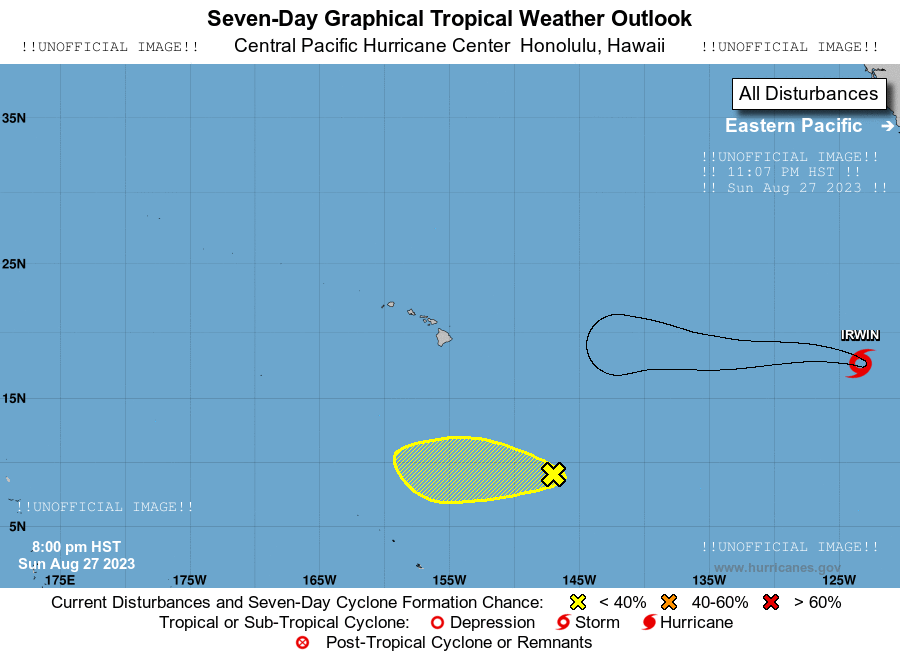 Seven-Day Graphical Tropical Weather Outlook
!!UNOFFICIAL IMAGE!! Central Pacific Hurricane Center Honolulu, Hawaii !!UNOFFICIAL IMAGE!!
All Disturbances
35N
Eastern Pacific →
!!UNOFFICIAL IMAGE!!
!! 11:07 PM HST !!
!! Sun Aug 27 2023 !!
25N
IRWIN
15N
!!UNOFFICIAL IMAGE!!
5N
8:00 pm HST
Sun Aug 27 2023
!!UNOFFICIAL IMAGE!!
www.hurricanes.gov
175E 175W 165W 155W 145W 135W 125W
Current Disturbances and Seven-Day Cyclone Formation Chance: < 40% 40-60% > 60%
Tropical or Sub-Tropical Cyclone: Depression Storm Hurricane
Post-Tropical Cyclone or Remnants